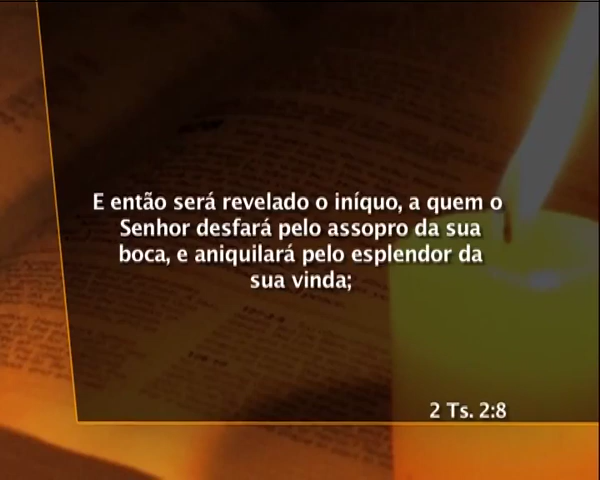 E então será revelado o iníquo, a quem o
Senhor desfará pelo assopro da sua
boca, e aniquilará pelo esplendor da
sua vinda;
2 Ts. 2:8